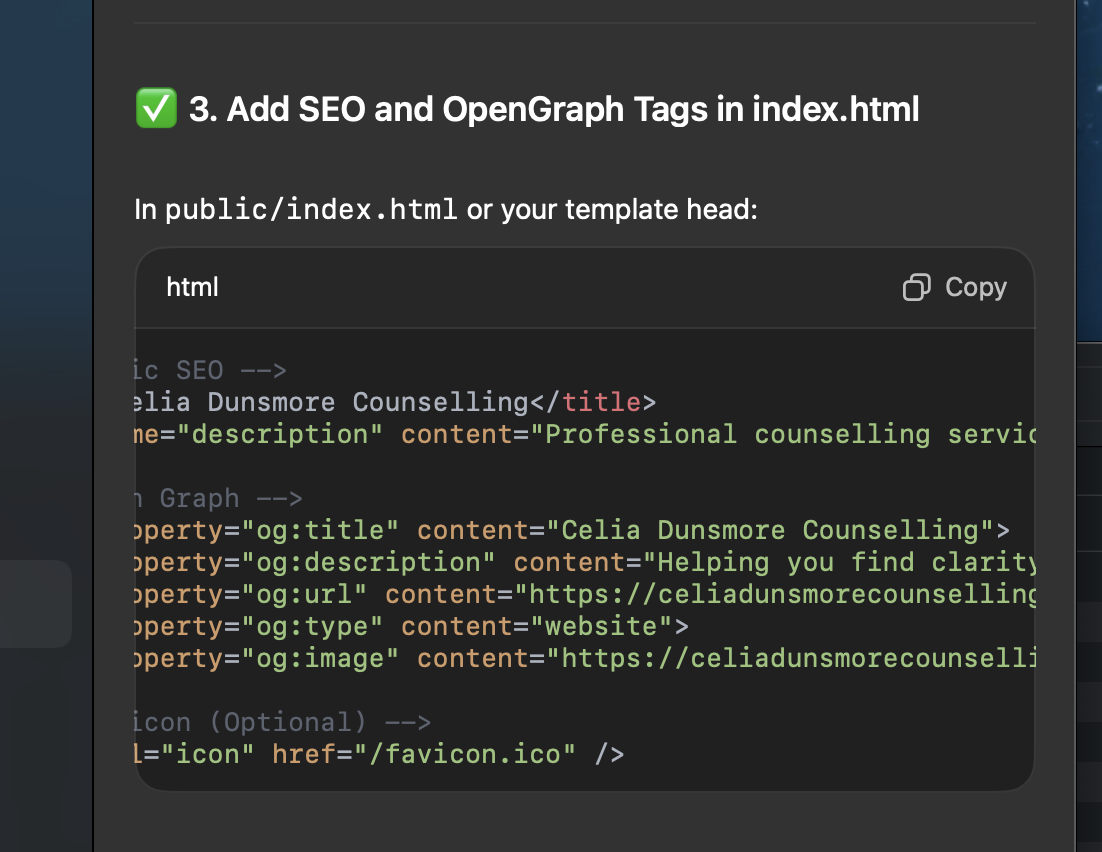 ✅ 3. Add SEO and OpenGraph Tags in index.html
In public/index.html or your template head:
html
Copy
ic SEO -->
elia Dunsmore Counselling</title>
me="description" content="Professional counselling servic
n Graph -->
operty="og:title" content="Celia Dunsmore Counselling">
operty="og:description" content="Helping you find clarity
operty="og:url" content="https://celiadunsmorecounselling
operty="og:type" content="website">
operty="og:image" content="https://celiadunsmorecounselli
icon (Optional) -->
l="icon" href="/favicon.ico" />